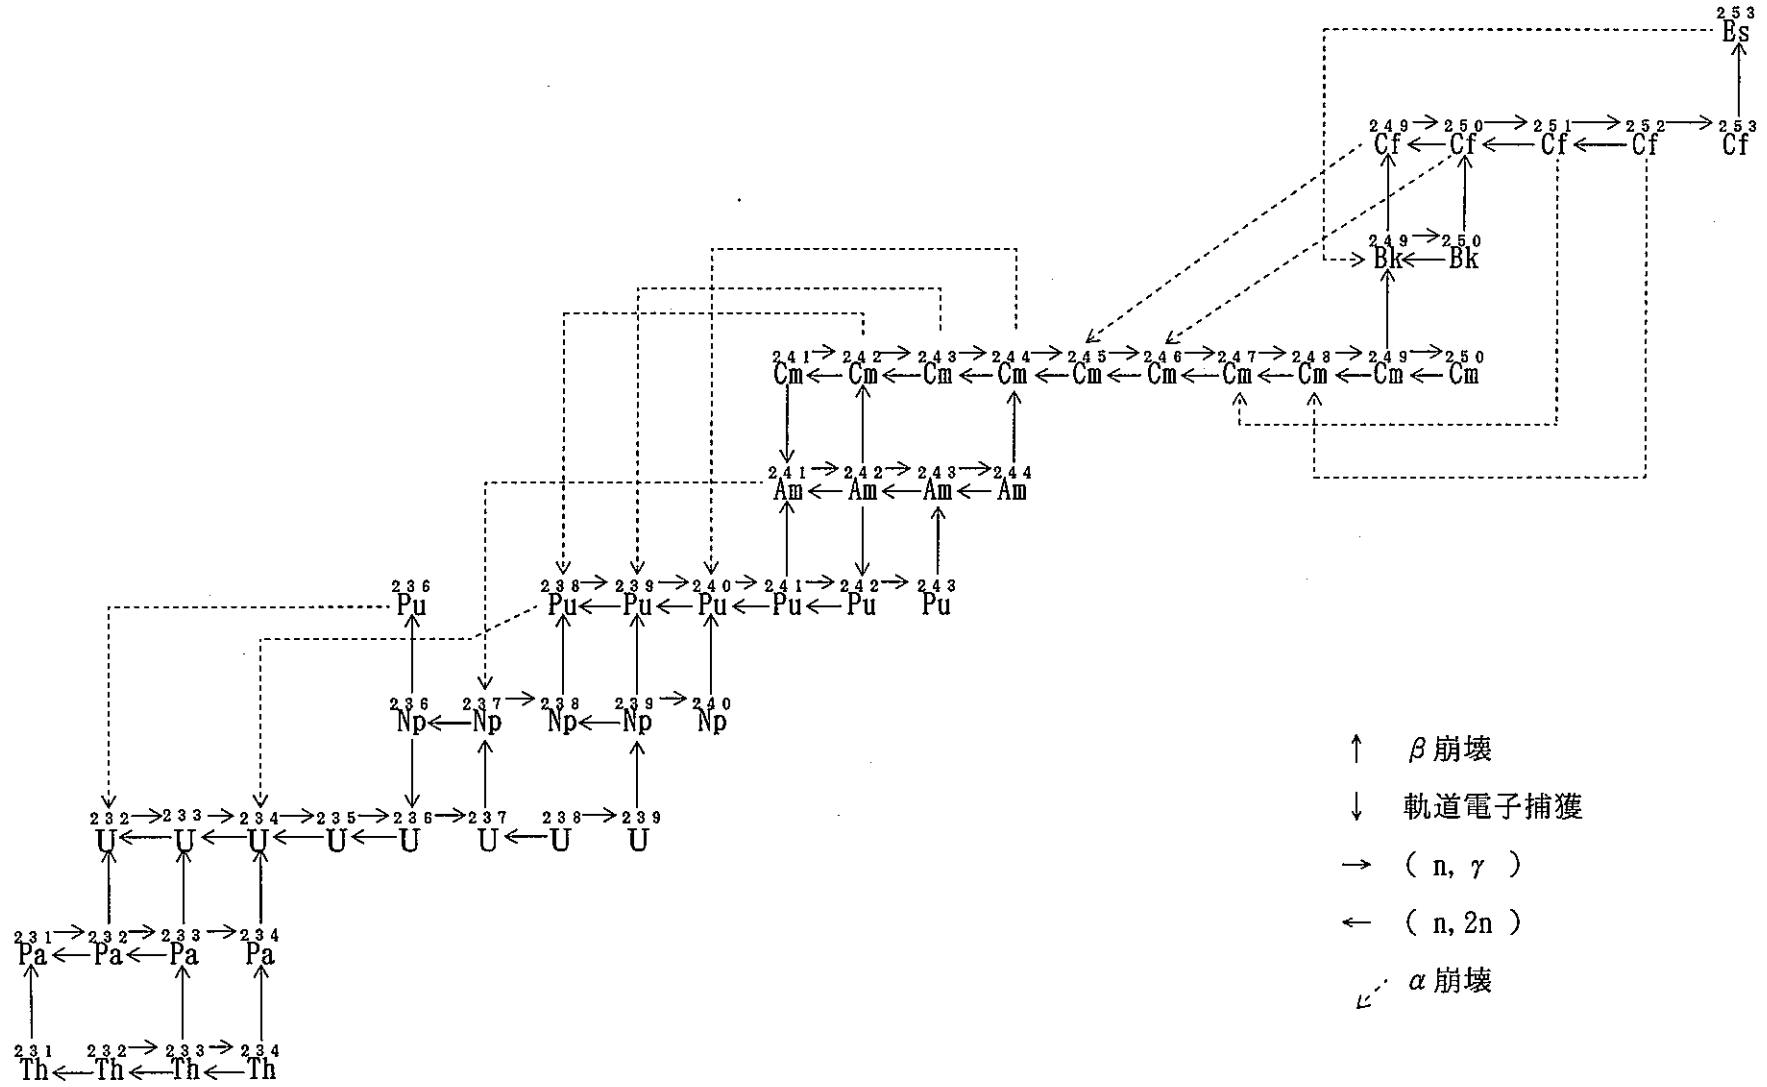 253
Es
249 250 251 252 253
Cf Cf Cf Cf Cf
249 250
Bk Bk
241 242 243 244 245 246 247 248 249 250
Cm Cm Cm Cm Cm Cm Cm Cm Cm Cm
241 242 243 244
Am Am Am Am
236 238 239 240 241 242 243
Pu Pu Pu Pu Pu Pu Pu
236 237 238 239 240
Np Np Np Np Np
232 233 234 235 236 237 238 239
U U U U U U U U
231 232 233 234
Pa Pa Pa Pa
231 232 233 234
Th Th Th Th
↑ β崩壊
↓ 軌道電子捕獲
→ ( n, γ )
← ( n, 2n )
α崩壊